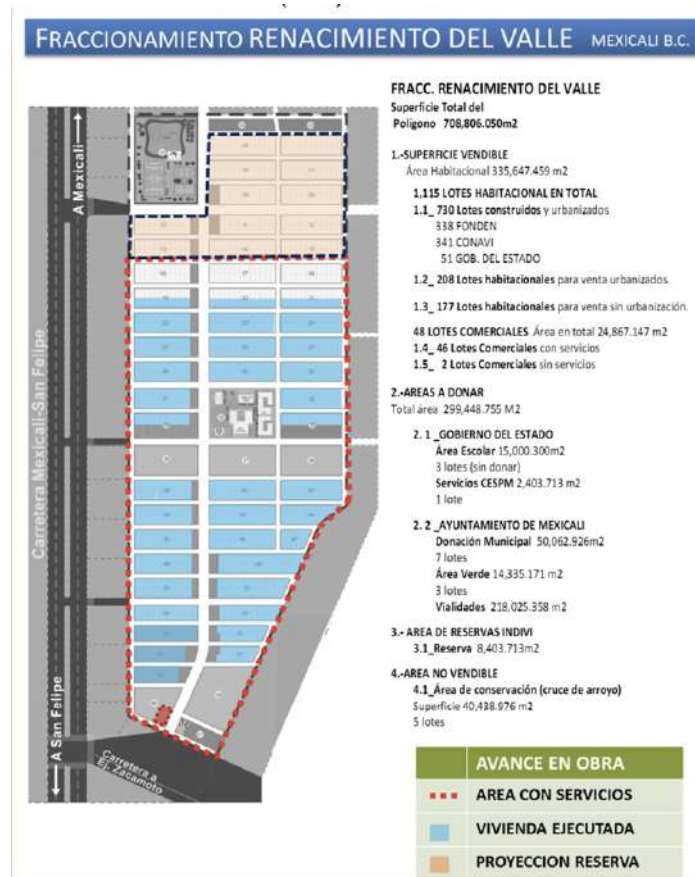 FRACCIONAMIENTO RENACIMIENTO DEL VALLE MEXICALI B.C.
FRACC. RENACIMIENTO DEL VALLE
Superficie Total del
Polígono 708,806.050m2
1.-SUPERFICIE VENDIBLE
Área Habitacional 335,647.459 m2
1,115 LOTES HABITACIONAL EN TOTAL
1.1_ 730 Lotes construidos y urbanizados
338 FONDEN
341 CONAVI
51 GOB. DEL ESTADO
1.2_ 208 Lotes habitacionales para venta urbanizados.
1.3_ 177 Lotes habitacionales para venta sin urbanización.
48 LOTES COMERCIALES Área en total 24,867.147 m2
1.4_ 46 Lotes Comerciales con servicios
1.5_ 2 Lotes Comerciales sin servicios
2.-AREAS A DONAR
Total área 299,448.755 M2
2. 1 _GOBIERNO DEL ESTADO
Área Escolar 15,000.300m2
3 lotes (sin donar)
Servicios CESPM 2,403.713 m2
1 lote
2. 2 _AYUNTAMIENTO DE MEXICALI
Donación Municipal 50,062.926m2
7 lotes
Área Verde 14,335.171 m2
3 lotes
Vialidades 218,025.358 m2
3.- AREA DE RESERVAS INDIVI
3.1_Reserva 8,403.713m2
4.-AREA NO VENDIBLE
4.1_Área de conservación (cruce de arroyo)
Superficie 40,438.976 m2
5 lotes
AVANCE EN OBRA
AREA CON SERVICIOS
VIVIENDA EJECUTADA
PROYECCION RESERVA
A Mexicali
Carretera Mexicali-San Felipe
A San Felipe
Carretera a
Ej. Zacamoto